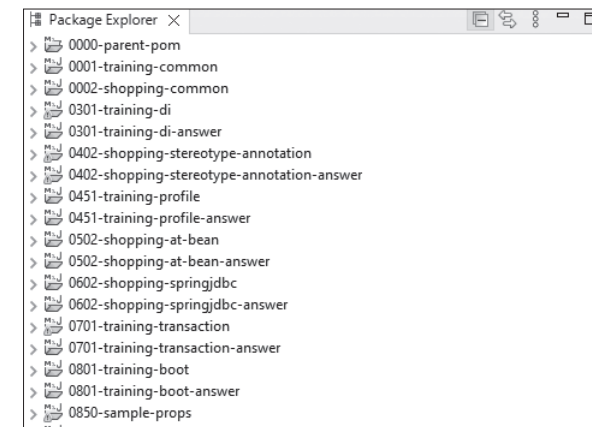 Package Explorer
0000-parent-pom
0001-training-common
0002-shopping-common
0301-training-di
0301-training-di-answer
0402-shopping-stereotype-annotation
0402-shopping-stereotype-annotation-answer
0451-training-profile
0451-training-profile-answer
0502-shopping-at-bean
0502-shopping-at-bean-answer
0602-shopping-springjdbc
0602-shopping-springjdbc-answer
0701-training-transaction
0701-training-transaction-answer
0801-training-boot
0801-training-boot-answer
0850-sample-props